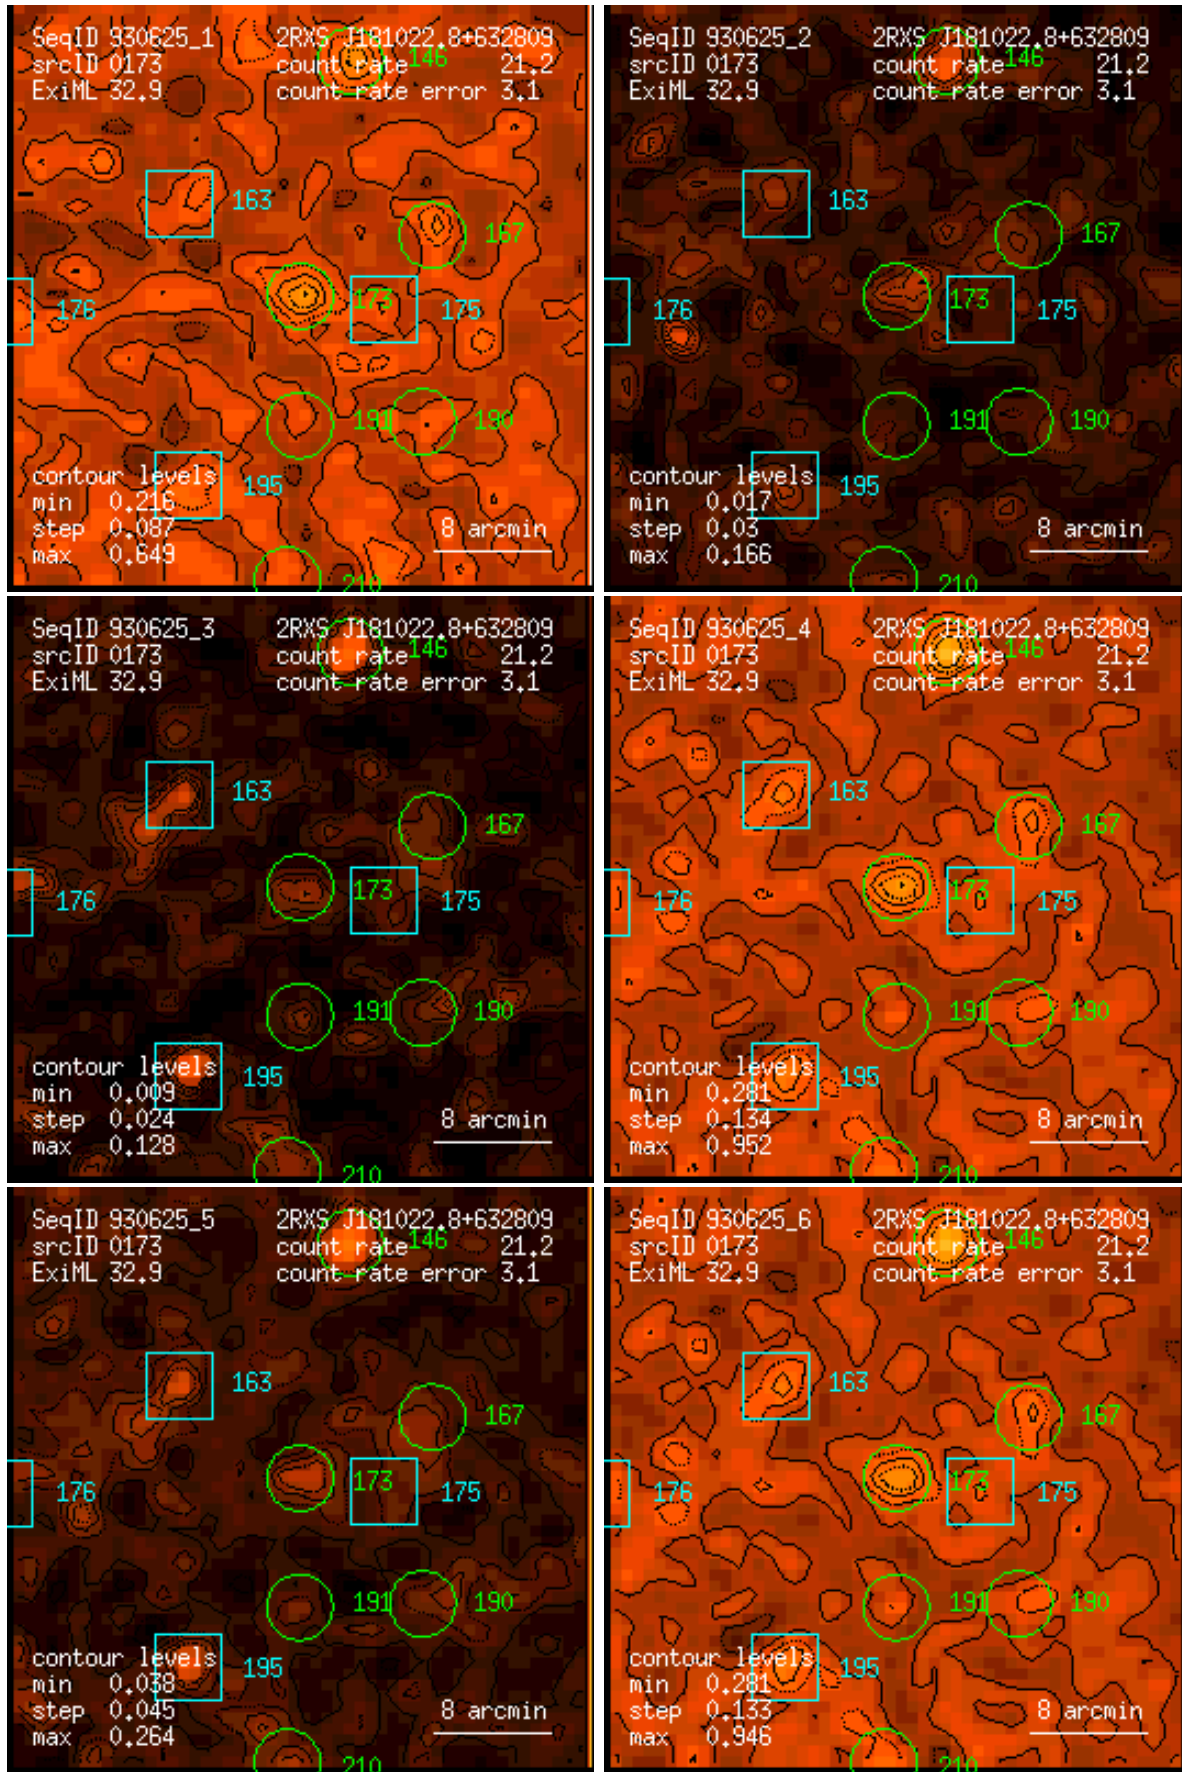 SeqID 930625_1 2RXS J181022.8+632809
srcID 0173 count rate 146 21.2
ExiML 32.9 count rate error 3.1
163
167
173
176 175
191 190
contour levels 195
min 0.216
step 0.087 8 arcmin
max 0.649
210
SeqID 930625_2 2RXS J181022.8+632809
srcID 0173 count rate 146 21.2
ExiML 32.9 count rate error 3.1
163
167
173
176 175
191 190
contour levels 195
min 0.017
step 0.03 8 arcmin
max 0.166
210
SeqID 930625_3 2RXS J181022.8+632809
srcID 0173 count rate 146 21.2
ExiML 32.9 count rate error 3.1
163
167
173
176 175
191 190
contour levels 195
min 0.009
step 0.024 8 arcmin
max 0.128
210
SeqID 930625_4 2RXS J181022.8+632809
srcID 0173 count rate 146 21.2
ExiML 32.9 count rate error 3.1
163
167
173
176 175
191 190
contour levels 195
min 0.281
step 0.134 8 arcmin
max 0.952
210
SeqID 930625_5 2RXS J181022.8+632809
srcID 0173 count rate 146 21.2
ExiML 32.9 count rate error 3.1
163
167
173
176 175
191 190
contour levels 195
min 0.038
step 0.045 8 arcmin
max 0.264
210
SeqID 930625_6 2RXS J181022.8+632809
srcID 0173 count rate 146 21.2
ExiML 32.9 count rate error 3.1
163
167
173
176 175
191 190
contour levels 195
min 0.281
step 0.133 8 arcmin
max 0.946
210